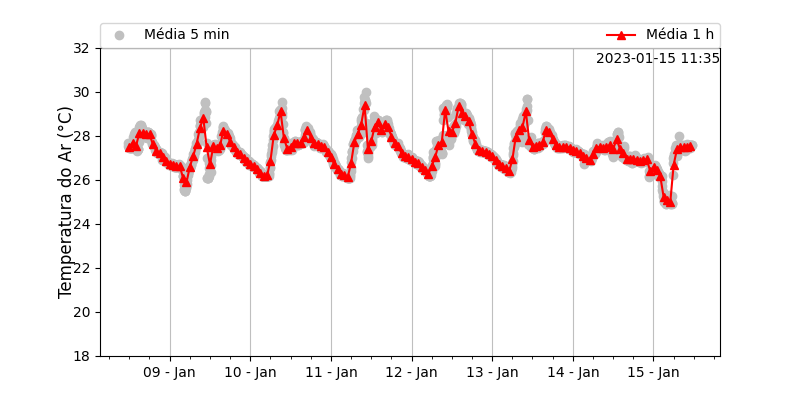 Média 5 min
Média 1 h
2023-01-15 11:35
Temperatura do Ar (°C)
32
30
28
26
24
22
20
18
09 - Jan
10 - Jan
11 - Jan
12 - Jan
13 - Jan
14 - Jan
15 - Jan